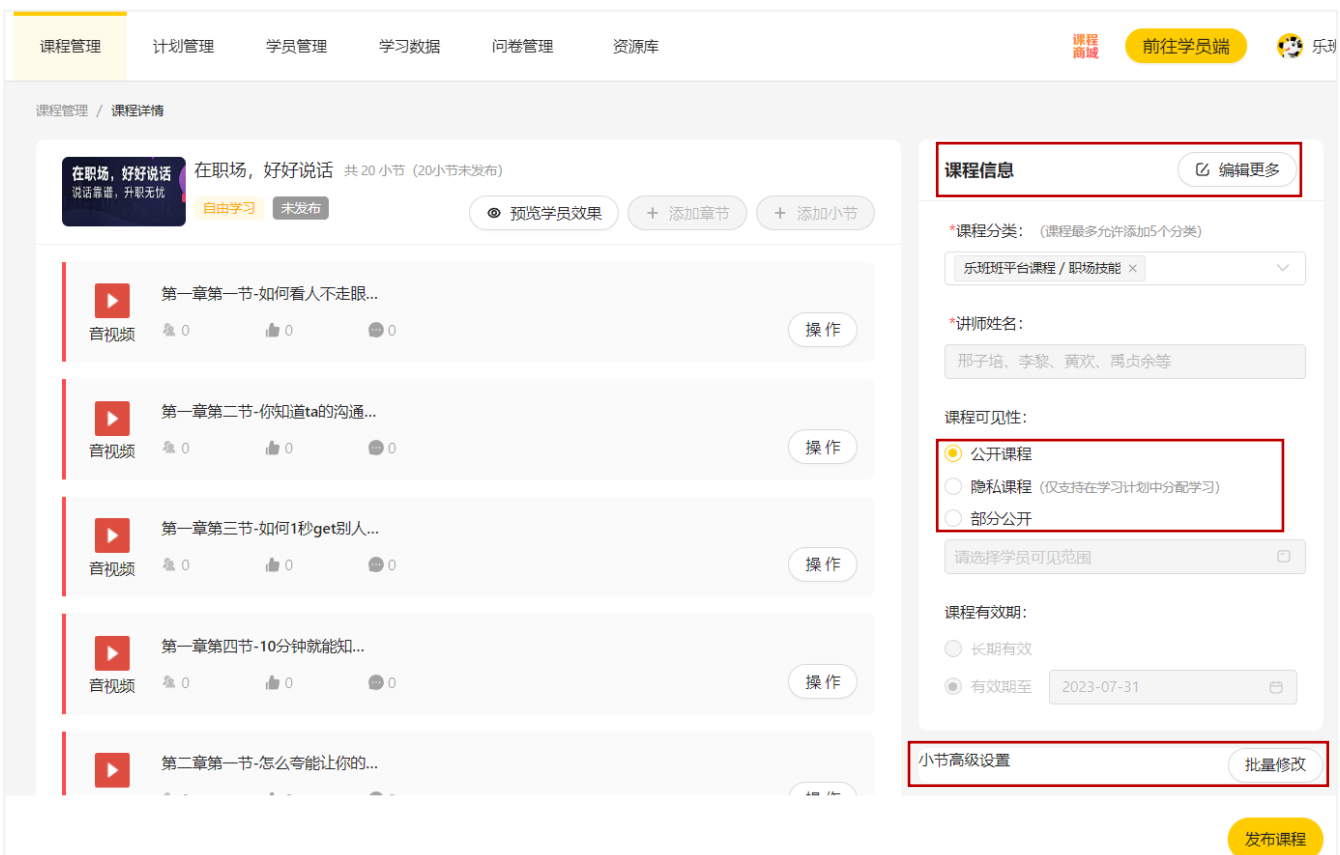 课程管理 计划管理 学员管理 学习数据 问卷管理 资源库 课程商城 前往学员端
课程管理 / 课程详情
在职场，好好说话
说话靠谱，升职无忧
在职场，好好说话 共 20 小节（20小节未发布）
自由学习 未发布 预览学员效果 + 添加章节 + 添加小节
第一章第一节-如何看人不走眼...
音视频 0 0 0 操作
第一章第二节-你知道ta的沟通...
音视频 0 0 0 操作
第一章第三节-如何1秒get别人...
音视频 0 0 0 操作
第一章第四节-10分钟就能知...
音视频 0 0 0 操作
第二章第一节-怎么夸能让你的...
课程信息 编辑更多
*课程分类：（课程最多允许添加5个分类）
乐班班平台课程 / 职场技能 ×
*讲师姓名：
邢子培、李黎、黄欢、禹贞余等
课程可见性：
公开课程
隐私课程（仅支持在学习计划中分配学习）
部分公开
请选择学员可见范围
课程有效期：
长期有效
有效期至 2023-07-31
小节高级设置 批量修改
发布课程